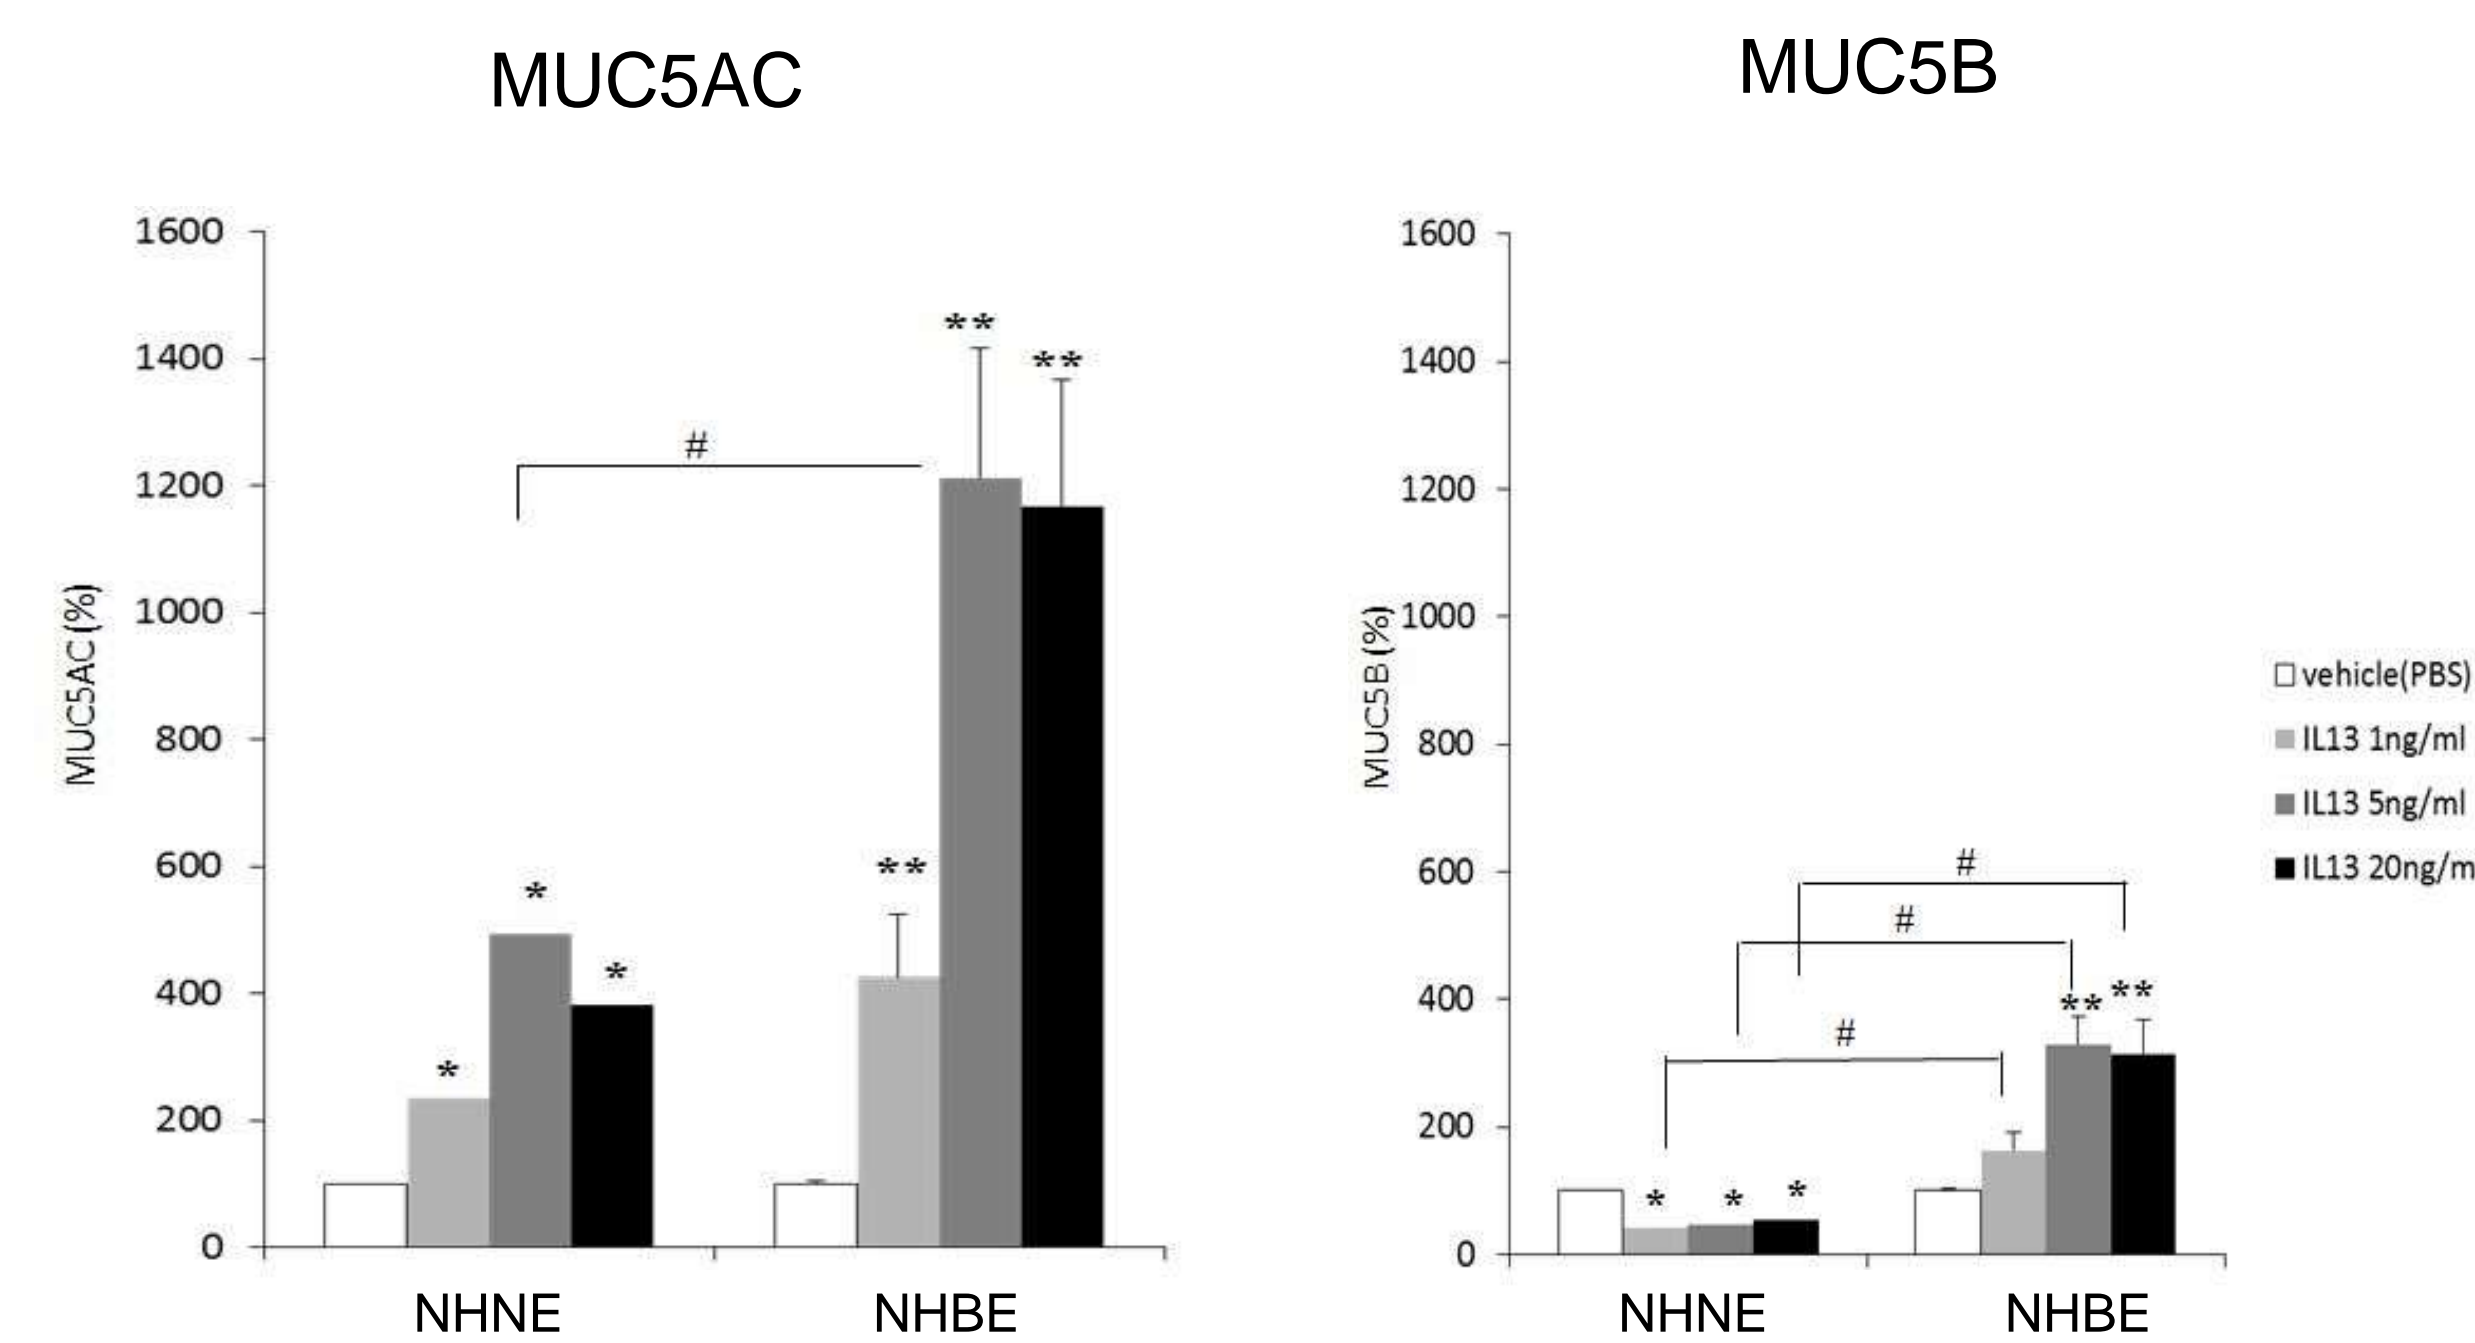 MUC5AC
MUC5B
1600
1400
1200
1000
800
600
400
200
0
MUC5AC (%)
**
**
#
**
*
*
*
NHNE
NHBE
1600
1400
1200
1000
800
600
400
200
0
MUC5B (%)
#
#
**
**
#
*
*
*
NHNE
NHBE
vehicle(PBS)
IL13 1ng/ml
IL13 5ng/ml
IL13 20ng/m